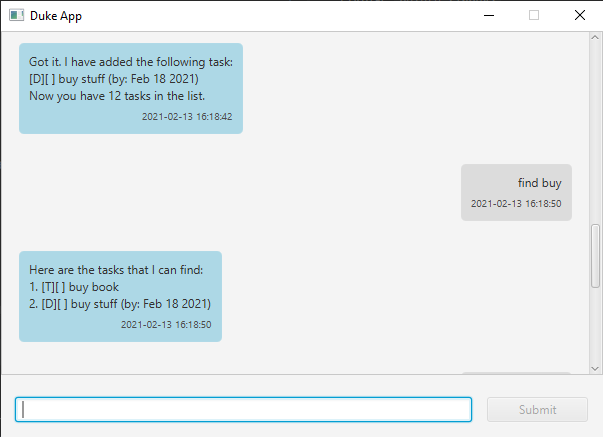 Duke App
Got it. I have added the following task:
[D][ ] buy stuff (by: Feb 18 2021)
Now you have 12 tasks in the list.
2021-02-13 16:18:42
find buy
2021-02-13 16:18:50
Here are the tasks that I can find:
1. [T][ ] buy book
2. [D][ ] buy stuff (by: Feb 18 2021)
2021-02-13 16:18:50
Submit